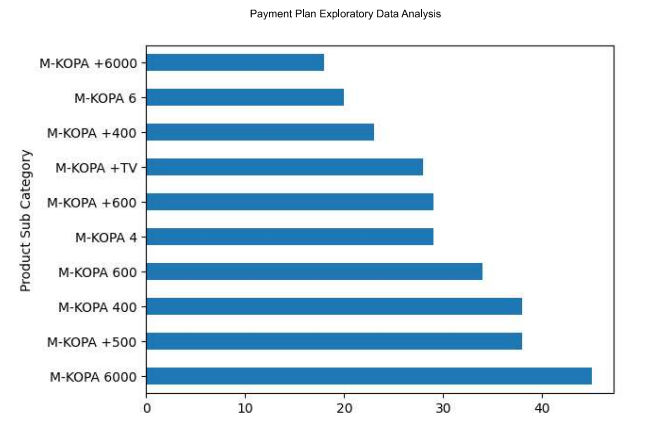 Payment Plan Exploratory Data Analysis
M-KOPA +6000
M-KOPA 6
M-KOPA +400
M-KOPA +TV
M-KOPA +600
M-KOPA 4
M-KOPA 600
M-KOPA 400
M-KOPA +500
M-KOPA 6000
Product Sub Category
0 10 20 30 40